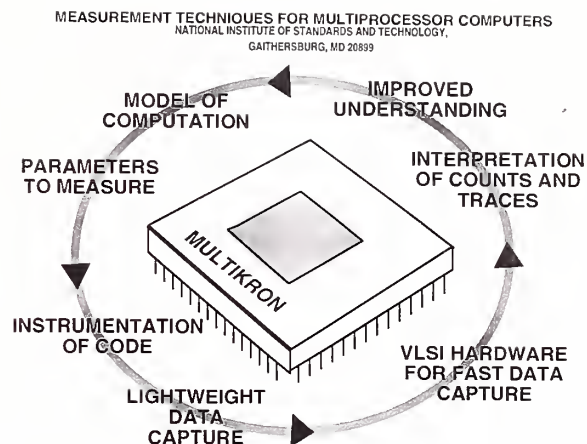 MEASUREMENT TECHNIQUES FOR MULTIPROCESSOR COMPUTERS
NATIONAL INSTITUTE OF STANDARDS AND TECHNOLOGY,
GAITHERSBURG, MD 20899
MODEL OF
COMPUTATION
IMPROVED
UNDERSTANDING
PARAMETERS
TO MEASURE
INTERPRETATION
OF COUNTS AND
TRACES
MULTIKRON
INSTRUMENTATION
OF CODE
VLSI HARDWARE
FOR FAST DATA
CAPTURE
LIGHTWEIGHT
DATA
CAPTURE